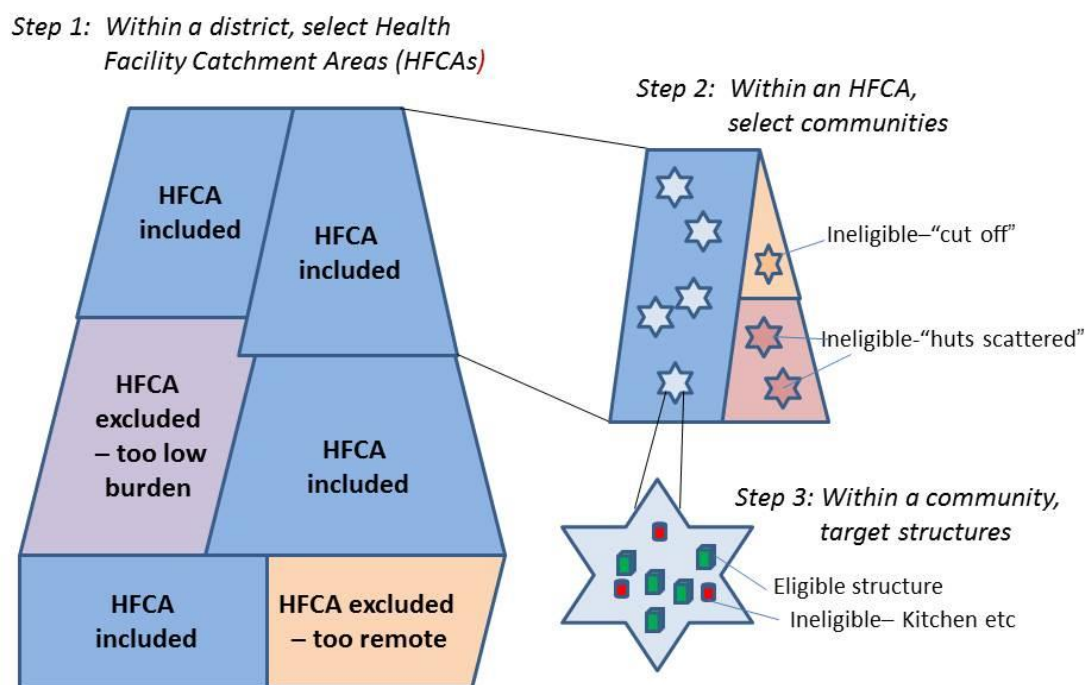 Step 1: Within a district, select Health
Facility Catchment Areas (HFCAs)
HFCA
included
HFCA
included
HFCA
excluded
– too low
burden
HFCA
included
HFCA
included
HFCA excluded
– too remote
Step 2: Within an HFCA,
select communities
Ineligible–“cut off”
Ineligible-“huts scattered”
Step 3: Within a community,
target structures
Eligible structure
Ineligible– Kitchen etc